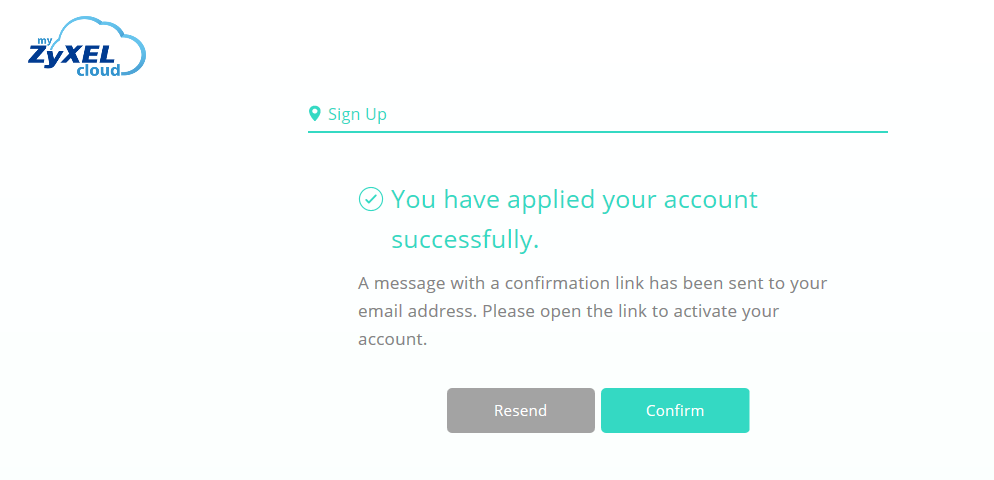 my
ZyXEL
cloud
Sign Up
You have applied your account
successfully.
A message with a confirmation link has been sent to your
email address. Please open the link to activate your
account.
Resend Confirm